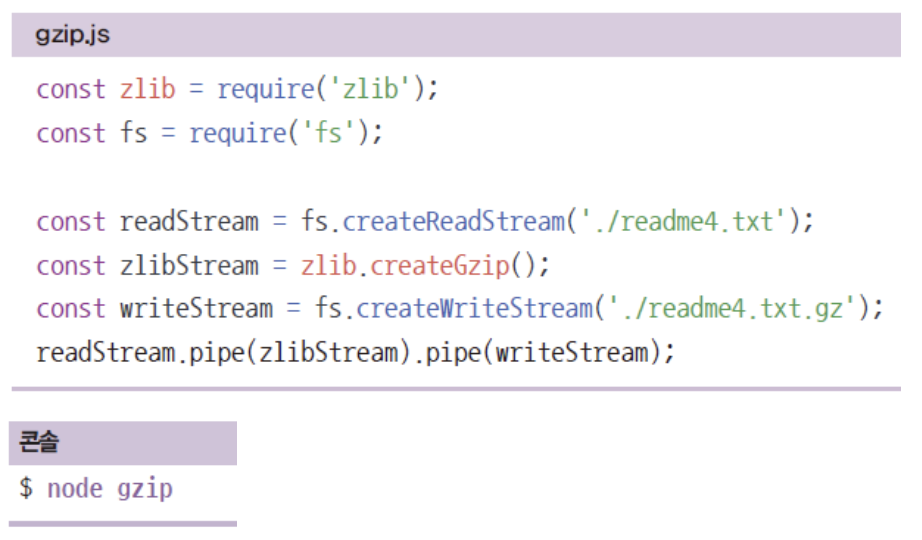 gzip.js
const zlib = require('zlib');
const fs = require('fs');
const readStream = fs.createReadStream('./readme4.txt');
const zlibStream = zlib.createGzip();
const writeStream = fs.createWriteStream('./readme4.txt.gz');
readStream.pipe(zlibStream).pipe(writeStream);
콘솔
$ node gzip